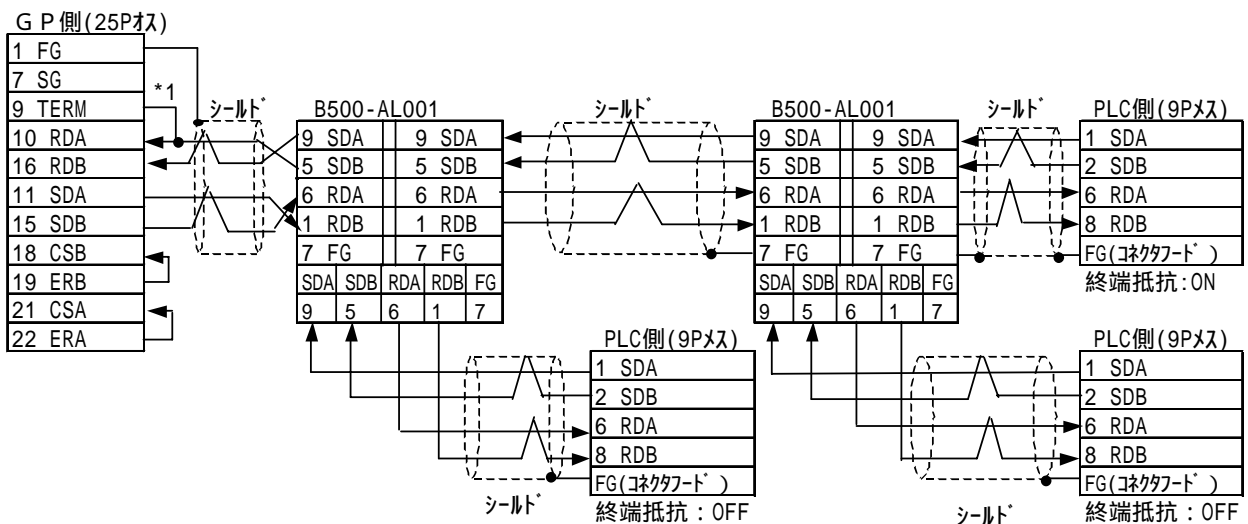 GP側(25Pオス)
1 FG
7 SG
9 TERM
10 RDA
16 RDB
11 SDA
15 SDB
18 CSB
19 ERB
21 CSA
22 ERA
*1
シールド
B500-AL001
9 SDA 9 SDA
5 SDB 5 SDB
6 RDA 6 RDA
1 RDB 1 RDB
7 FG 7 FG
SDA SDB RDA RDB FG
9 5 6 1 7
シールド
B500-AL001
9 SDA 9 SDA
5 SDB 5 SDB
6 RDA 6 RDA
1 RDB 1 RDB
7 FG 7 FG
SDA SDB RDA RDB FG
9 5 6 1 7
シールド
PLC側(9Pメス)
1 SDA
2 SDB
6 RDA
8 RDB
FG(コネクタフード)
終端抵抗:ON
PLC側(9Pメス)
1 SDA
2 SDB
6 RDA
8 RDB
FG(コネクタフード)
シールド
終端抵抗:OFF
PLC側(9Pメス)
1 SDA
2 SDB
6 RDA
8 RDB
FG(コネクタフード)
シールド
終端抵抗:OFF